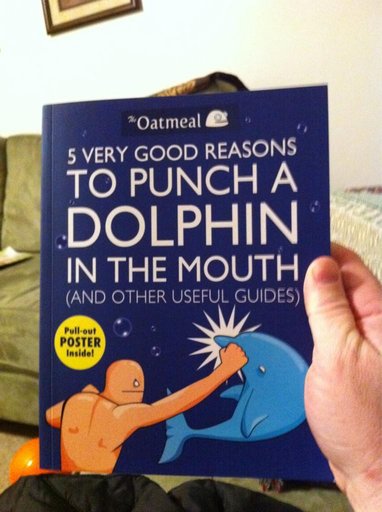 The Oatmeal
5 VERY GOOD REASONS
TO PUNCH A
DOLPHIN
IN THE MOUTH
(AND OTHER USEFUL GUIDES)
Pull-out
POSTER
Inside!